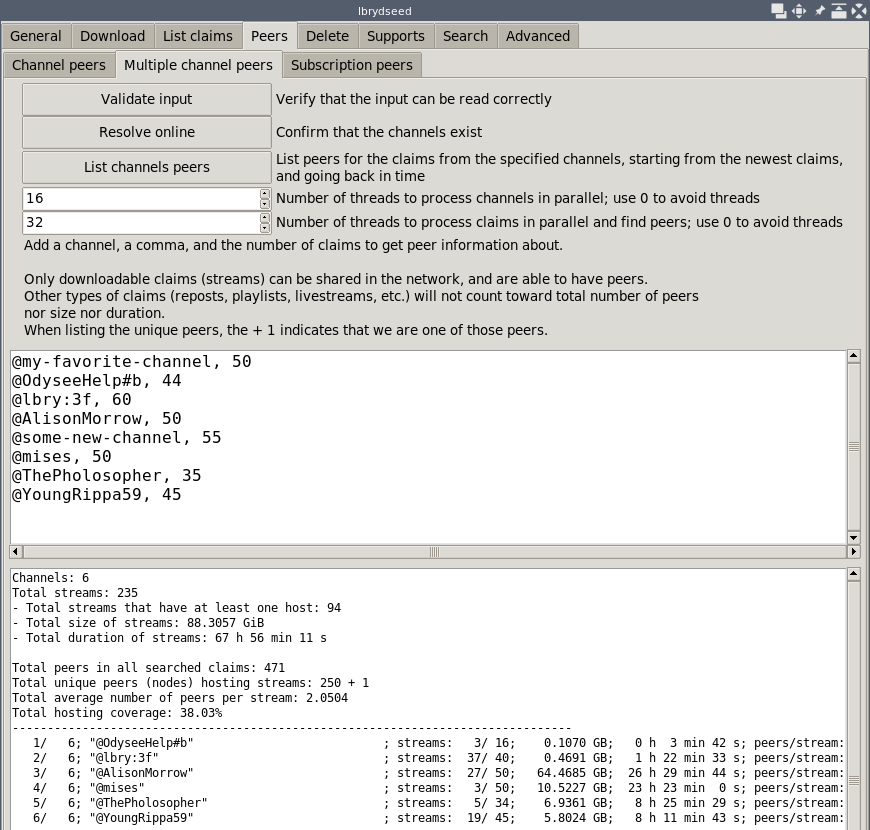 lbrydseed
General Download List claims Peers Delete Supports Search Advanced
Channel peers Multiple channel peers Subscription peers
Validate input Verify that the input can be read correctly
Resolve online Confirm that the channels exist
List channels peers List peers for the claims from the specified channels, starting from the newest claims,
and going back in time
16 Number of threads to process channels in parallel; use 0 to avoid threads
32 Number of threads to process claims in parallel and find peers; use 0 to avoid threads
Add a channel, a comma, and the number of claims to get peer information about.
Only downloadable claims (streams) can be shared in the network, and are able to have peers.
Other types of claims (reposts, playlists, livestreams, etc.) will not count toward total number of peers
nor size nor duration.
When listing the unique peers, the + 1 indicates that we are one of those peers.
@my-favorite-channel, 50
@OdyseeHelp#b, 44
@lbry:3f, 60
@AlisonMorrow, 50
@some-new-channel, 55
@mises, 50
@ThePholosopher, 35
@YoungRippa59, 45
Channels: 6
Total streams: 235
- Total streams that have at least one host: 94
- Total size of streams: 88.3057 GiB
- Total duration of streams: 67 h 56 min 11 s
Total peers in all searched claims: 471
Total unique peers (nodes) hosting streams: 250 + 1
Total average number of peers per stream: 2.0504
Total hosting coverage: 38.03%
--------------------------------------------------------------------------------
1/ 6; "@OdyseeHelp#b" ; streams: 3/ 16; 0.1070 GB; 0 h 3 min 42 s; peers/stream:
2/ 6; "@lbry:3f" ; streams: 37/ 40; 0.4691 GB; 1 h 22 min 33 s; peers/stream:
3/ 6; "@AlisonMorrow" ; streams: 27/ 50; 64.4685 GB; 26 h 29 min 44 s; peers/stream:
4/ 6; "@mises" ; streams: 3/ 50; 10.5227 GB; 23 h 23 min 0 s; peers/stream:
5/ 6; "@ThePholosopher" ; streams: 5/ 34; 6.9361 GB; 8 h 25 min 29 s; peers/stream:
6/ 6; "@YoungRippa59" ; streams: 19/ 45; 5.8024 GB; 8 h 11 min 43 s; peers/stream: